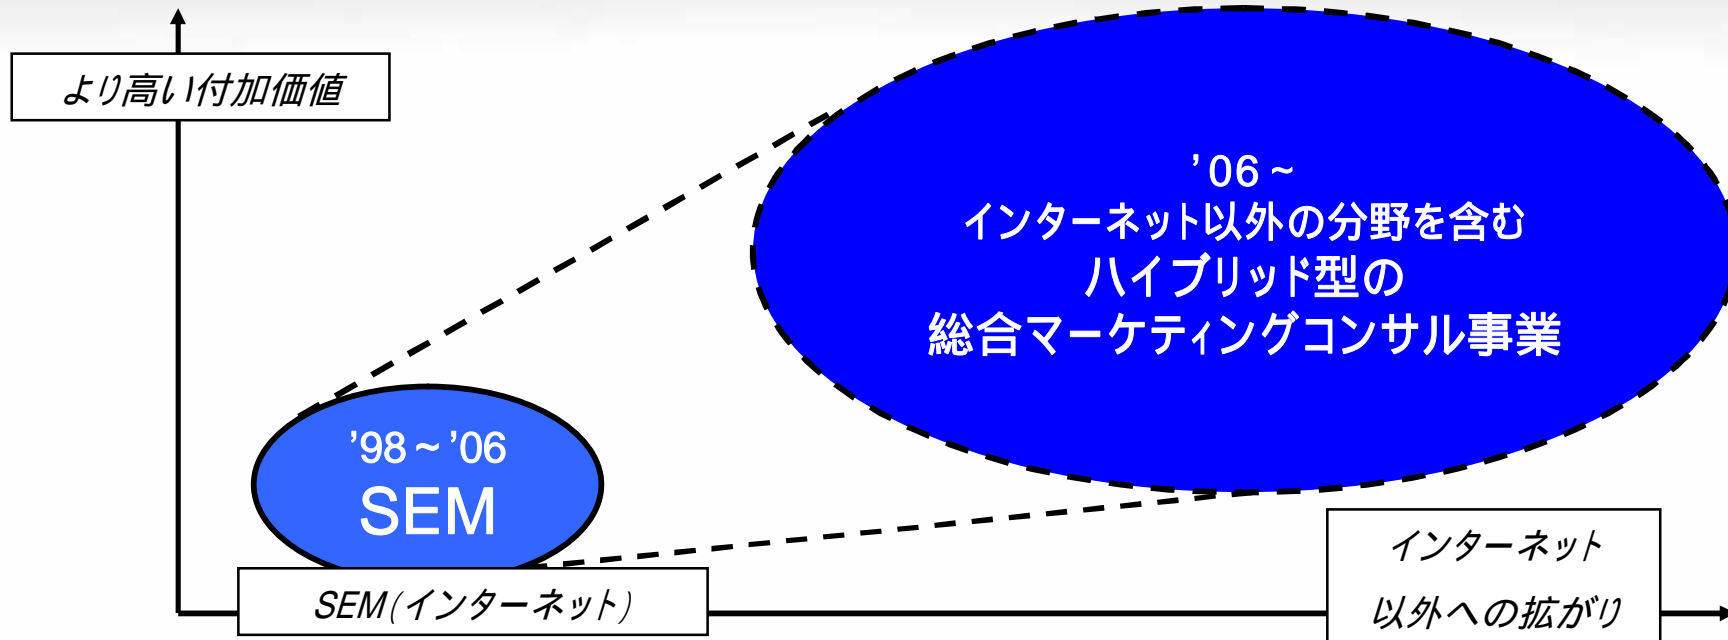 より高い付加価値
’06～
インターネット以外の分野を含む
ハイブリッド型の
総合マーケティングコンサル事業
’98～’06
SEM
SEM(インターネット)
インターネット
以外への拡がり